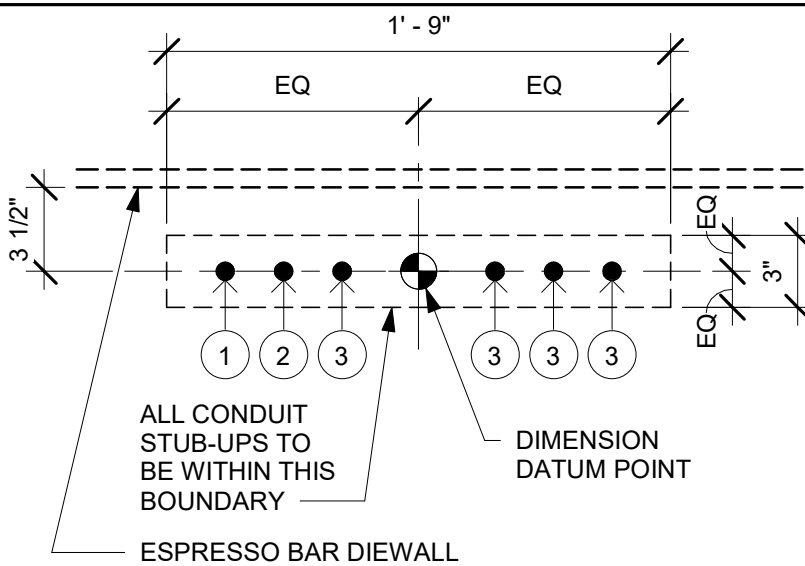 1' - 9"
EQ EQ
3 1/2"
EQ
3"
EQ
1 2 3 3 3 3
ALL CONDUIT
STUB-UPS TO
BE WITHIN THIS
BOUNDARY
DIMENSION
DATUM POINT
ESPRESSO BAR DIEWALL